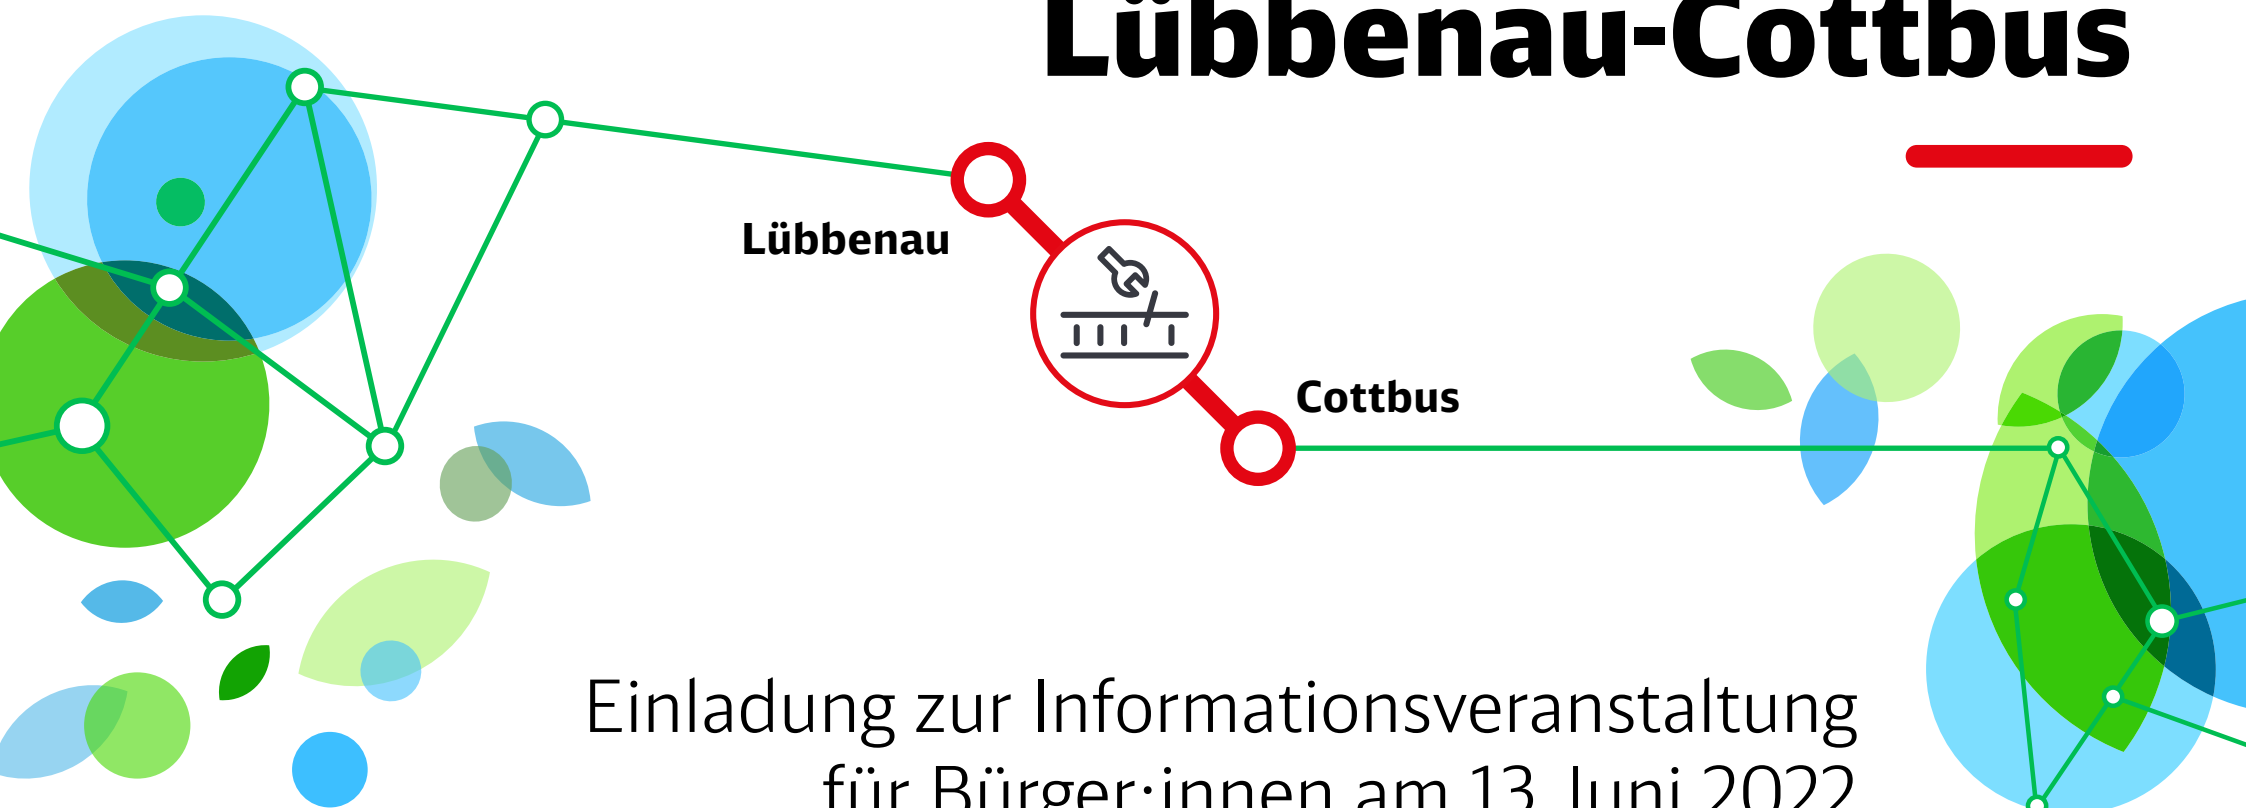 Lübbenau-Cottbus
Lübbenau
Cottbus
Einladung zur Informationsveranstaltung
für Bürger:innen am 13. Juni 2022